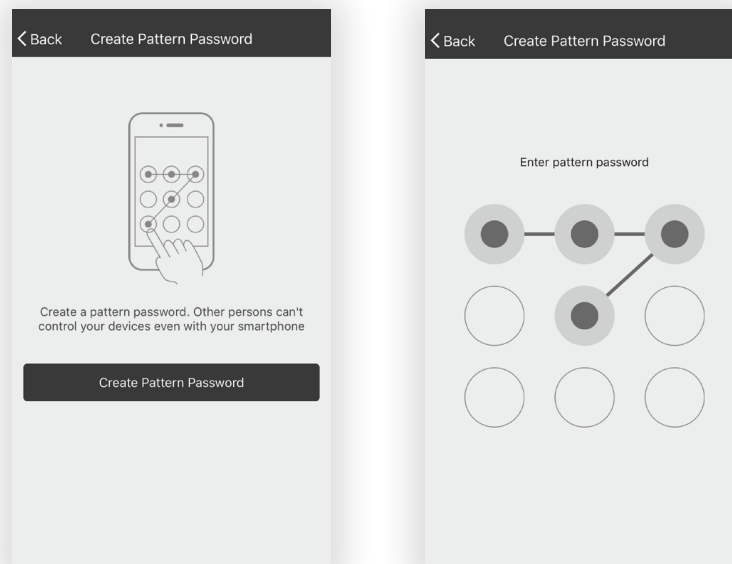 Back Create Pattern Password
Create a pattern password. Other persons can't
control your devices even with your smartphone
Create Pattern Password
Back Create Pattern Password
Enter pattern password